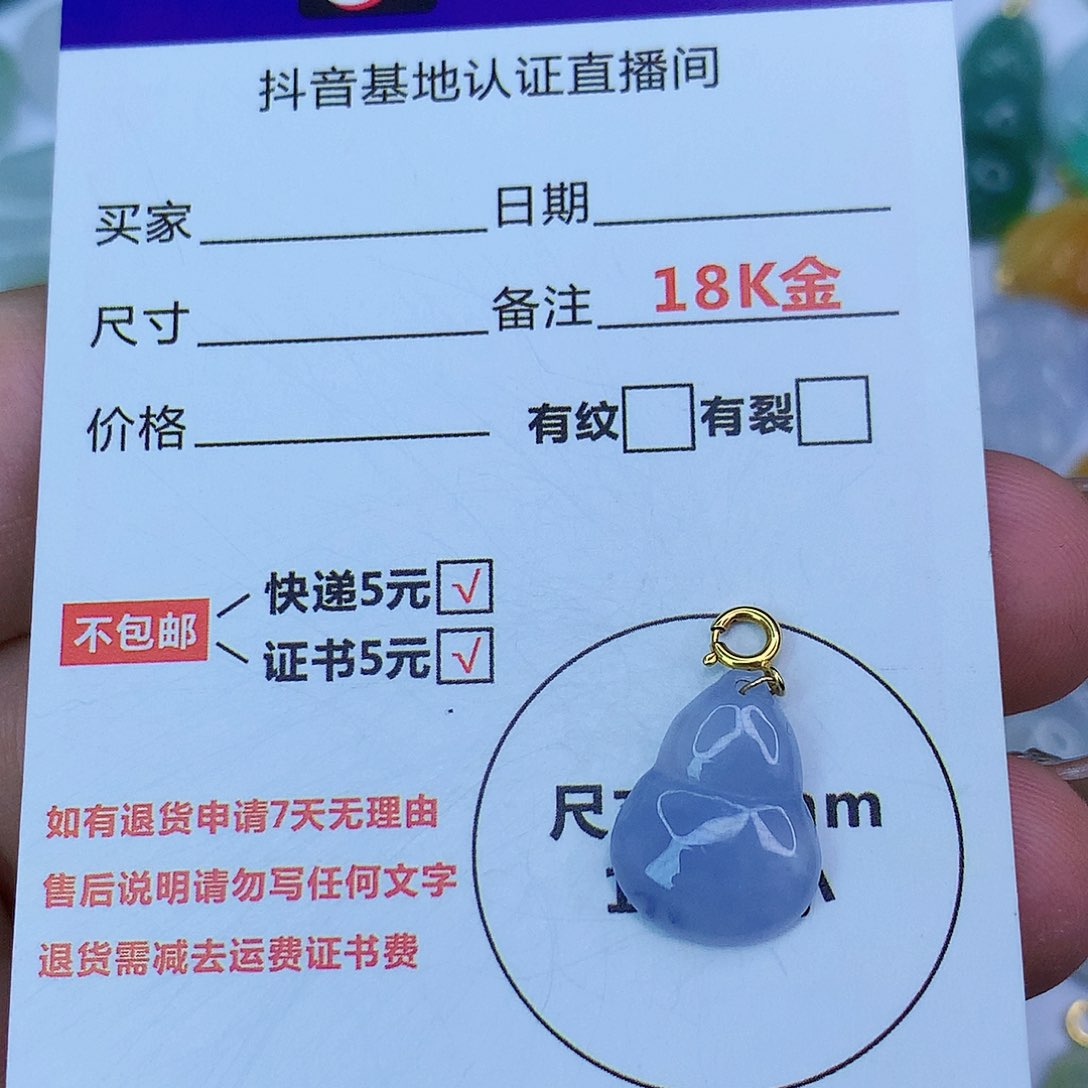 抖音基地认证直播间
买家 日期
尺寸 备注 18K金
价格 有纹 有裂
快递5元 √
不包邮
证书5元 √
如有退货申请7天无理由
售后说明请勿写任何文字
退货需减去运费证书费
尺 m